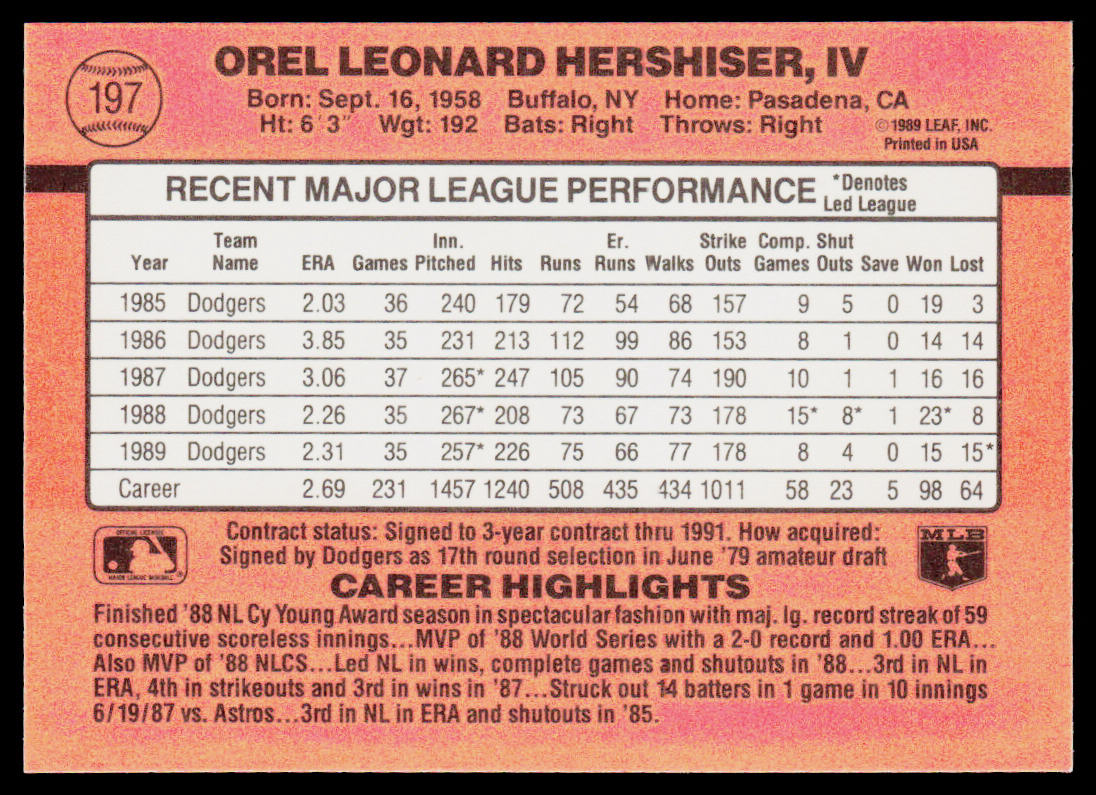 197
OREL LEONARD HERSHISER, IV
Born: Sept. 16, 1958 Buffalo, NY Home: Pasadena, CA
Ht: 6'3" Wgt: 192 Bats: Right Throws: Right
©1989 LEAF, INC.
Printed in USA
RECENT MAJOR LEAGUE PERFORMANCE *Denotes Led League
Year Team Name ERA Games Inn. Pitched Hits Runs Er. Runs Walks Strike Outs Comp. Games Shut Outs Save Won Lost
1985 Dodgers 2.03 36 240 179 72 54 68 157 9 5 0 19 3
1986 Dodgers 3.85 35 231 213 112 99 86 153 8 1 0 14 14
1987 Dodgers 3.06 37 265* 247 105 90 74 190 10 1 1 16 16
1988 Dodgers 2.26 35 267* 208 73 67 73 178 15* 8* 1 23* 8
1989 Dodgers 2.31 35 257* 226 75 66 77 178 8 4 0 15 15*
Career 2.69 231 1457 1240 508 435 434 1011 58 23 5 98 64
Contract status: Signed to 3-year contract thru 1991. How acquired:
Signed by Dodgers as 17th round selection in June '79 amateur draft
OFFICIAL LICENSEE
MAJOR LEAGUE BASEBALL
MLB
CAREER HIGHLIGHTS
Finished '88 NL Cy Young Award season in spectacular fashion with maj. lg. record streak of 59
consecutive scoreless innings...MVP of '88 World Series with a 2-0 record and 1.00 ERA...
Also MVP of '88 NLCS...Led NL in wins, complete games and shutouts in '88...3rd in NL in
ERA, 4th in strikeouts and 3rd in wins in '87...Struck out 14 batters in 1 game in 10 innings
6/19/87 vs. Astros...3rd in NL in ERA and shutouts in '85.